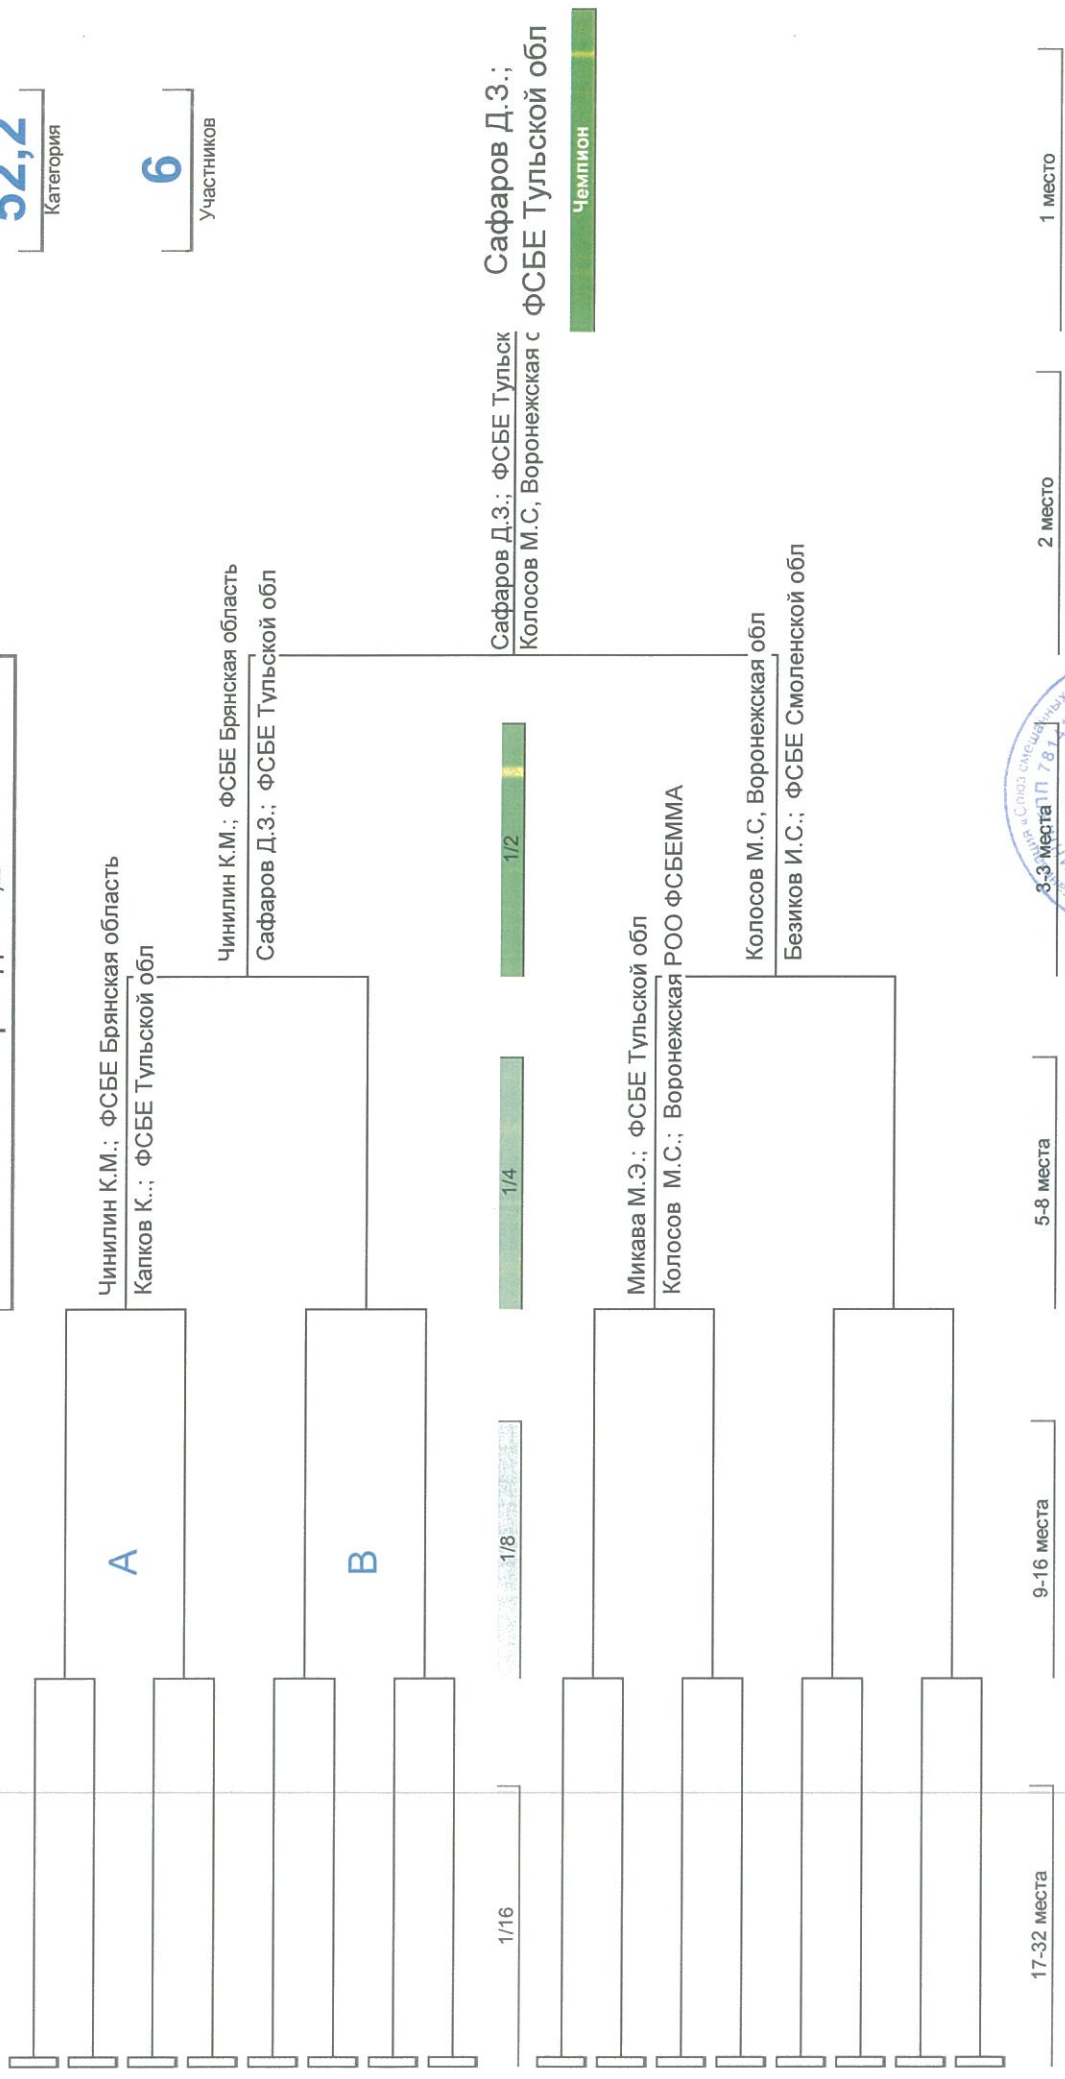 52,2
Категория
6
Участников
Чинилин К.М.; ФСБЕ Брянская область
Капков К..; ФСБЕ Тульской обл
Чинилин К.М.; ФСБЕ Брянская область
Сафаров Д.З.; ФСБЕ Тульской обл
Сафаров Д.З.; ФСБЕ Тульск
Колосов М.С, Воронежская о
Сафаров Д.З.;
ФСБЕ Тульской обл
Чемпион
A
B
1/16
1/8
1/4
1/2
Микава М.Э.; ФСБЕ Тульской обл
Колосов М.С.; Воронежская РОО ФСБЕММА
Колосов М.С, Воронежская обл
Безиков И.С.; ФСБЕ Смоленской обл
17-32 места
9-16 места
5-8 места
3-3 места
2 место
1 место
«Союз смешанных